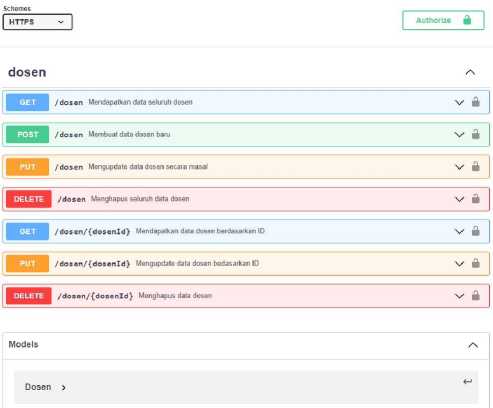 Schemes
HTTPS
Authorize
dosen
GET /dosen Mendapatkan data seluruh dosen
POST /dosen Membuat data dosen baru
PUT /dosen Mengupdate data dosen secara masal
DELETE /dosen Menghapus seluruh data dosen
GET /dosen/{dosenId} Mendapatkan data dosen berdasarkan ID
PUT /dosen/{dosenId} Mengupdate data dosen bedasarkan ID
DELETE /dosen/{dosenId} Menghapus data dosen
Models
Dosen